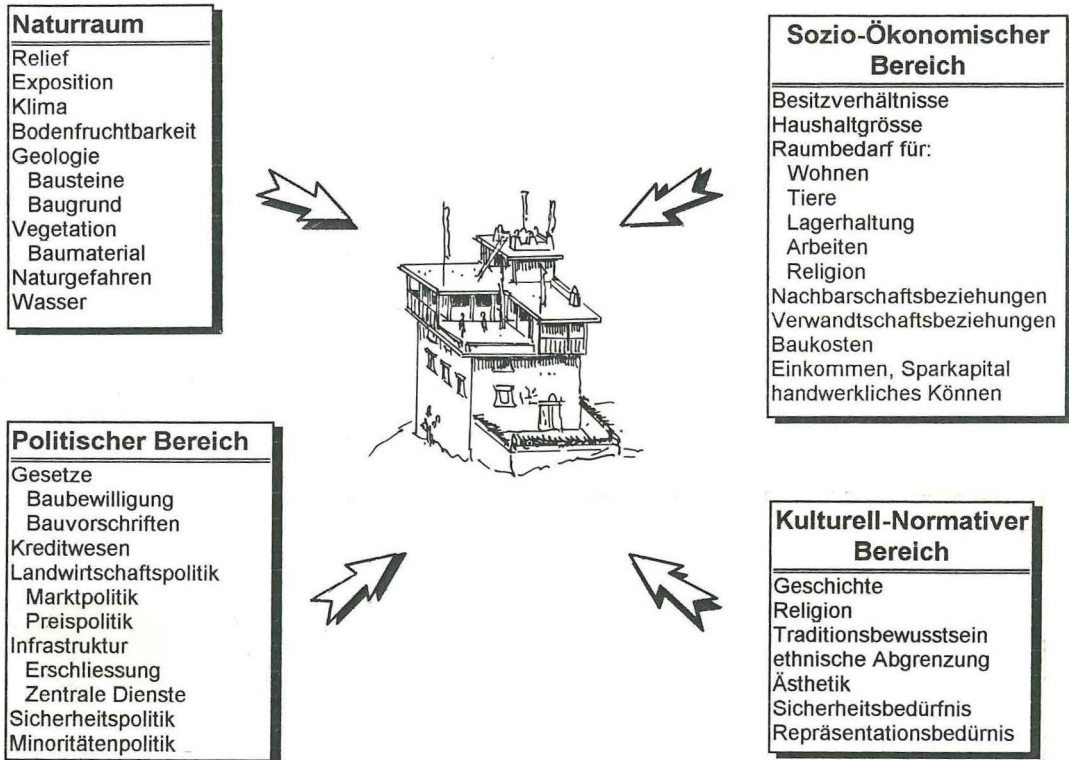 Naturraum
Relief
Exposition
Klima
Bodenfruchtbarkeit
Geologie
Bausteine
Baugrund
Vegetation
Baumaterial
Naturgefahren
Wasser
Sozio-Ökonomischer
Bereich
Besitzverhältnisse
Haushaltgrösse
Raumbedarf für:
Wohnen
Tiere
Lagerhaltung
Arbeiten
Religion
Nachbarschaftsbeziehungen
Verwandtschaftsbeziehungen
Baukosten
Einkommen, Sparkapital
handwerkliches Können
Politischer Bereich
Gesetze
Baubewilligung
Bauvorschriften
Kreditwesen
Landwirtschaftspolitik
Marktpolitik
Preispolitik
Infrastruktur
Erschliessung
Zentrale Dienste
Sicherheitspolitik
Minoritätenpolitik
Kulturell-Normativer
Bereich
Geschichte
Religion
Traditionsbewusstsein
ethnische Abgrenzung
Ästhetik
Sicherheitsbedürfnis
Repräsentationsbedürnis